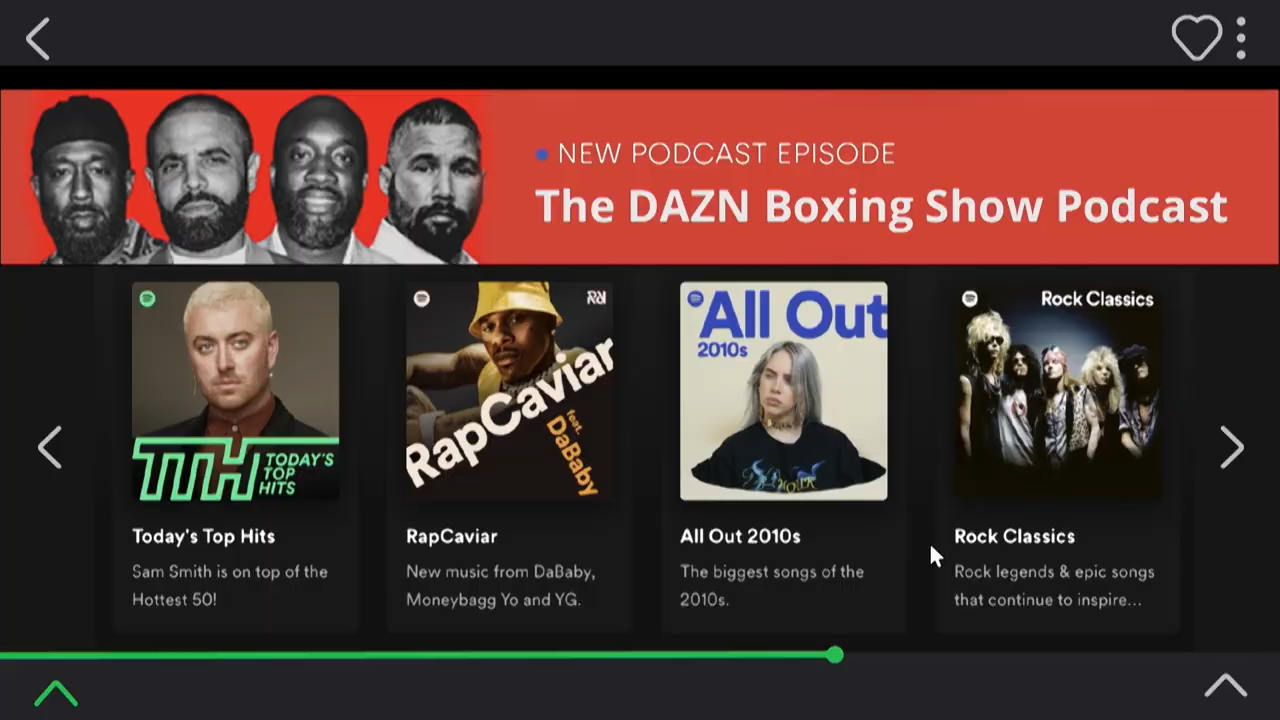 NEW PODCAST EPISODE
The DAZN Boxing Show Podcast
TTH TODAY'S
TOP
HITS
RapCaviar
feat.
DaBaby
All Out
2010s
Rock Classics
Today's Top Hits
Sam Smith is on top of the
Hottest 50!
RapCaviar
New music from DaBaby,
Moneybagg Yo and YG.
All Out 2010s
The biggest songs of the
2010s.
Rock Classics
Rock legends & epic songs
that continue to inspire...